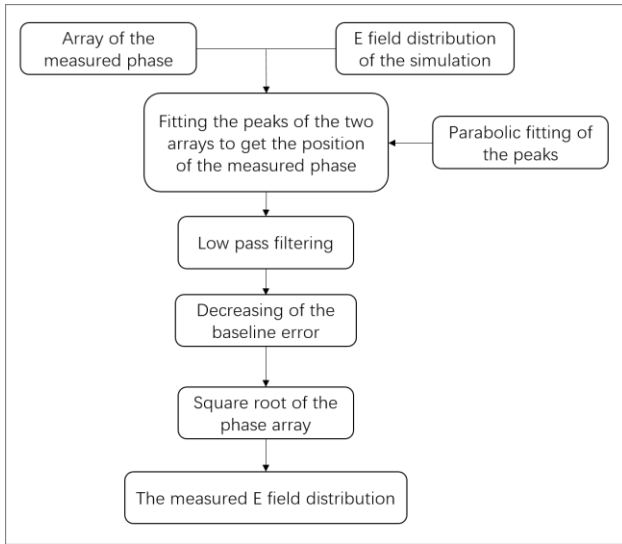 Array of the
measured phase
E field distribution
of the simulation
Fitting the peaks of the two
arrays to get the position
of the measured phase
Parabolic fitting of
the peaks
Low pass filtering
Decreasing of the
baseline error
Square root of the
phase array
The measured E field distribution